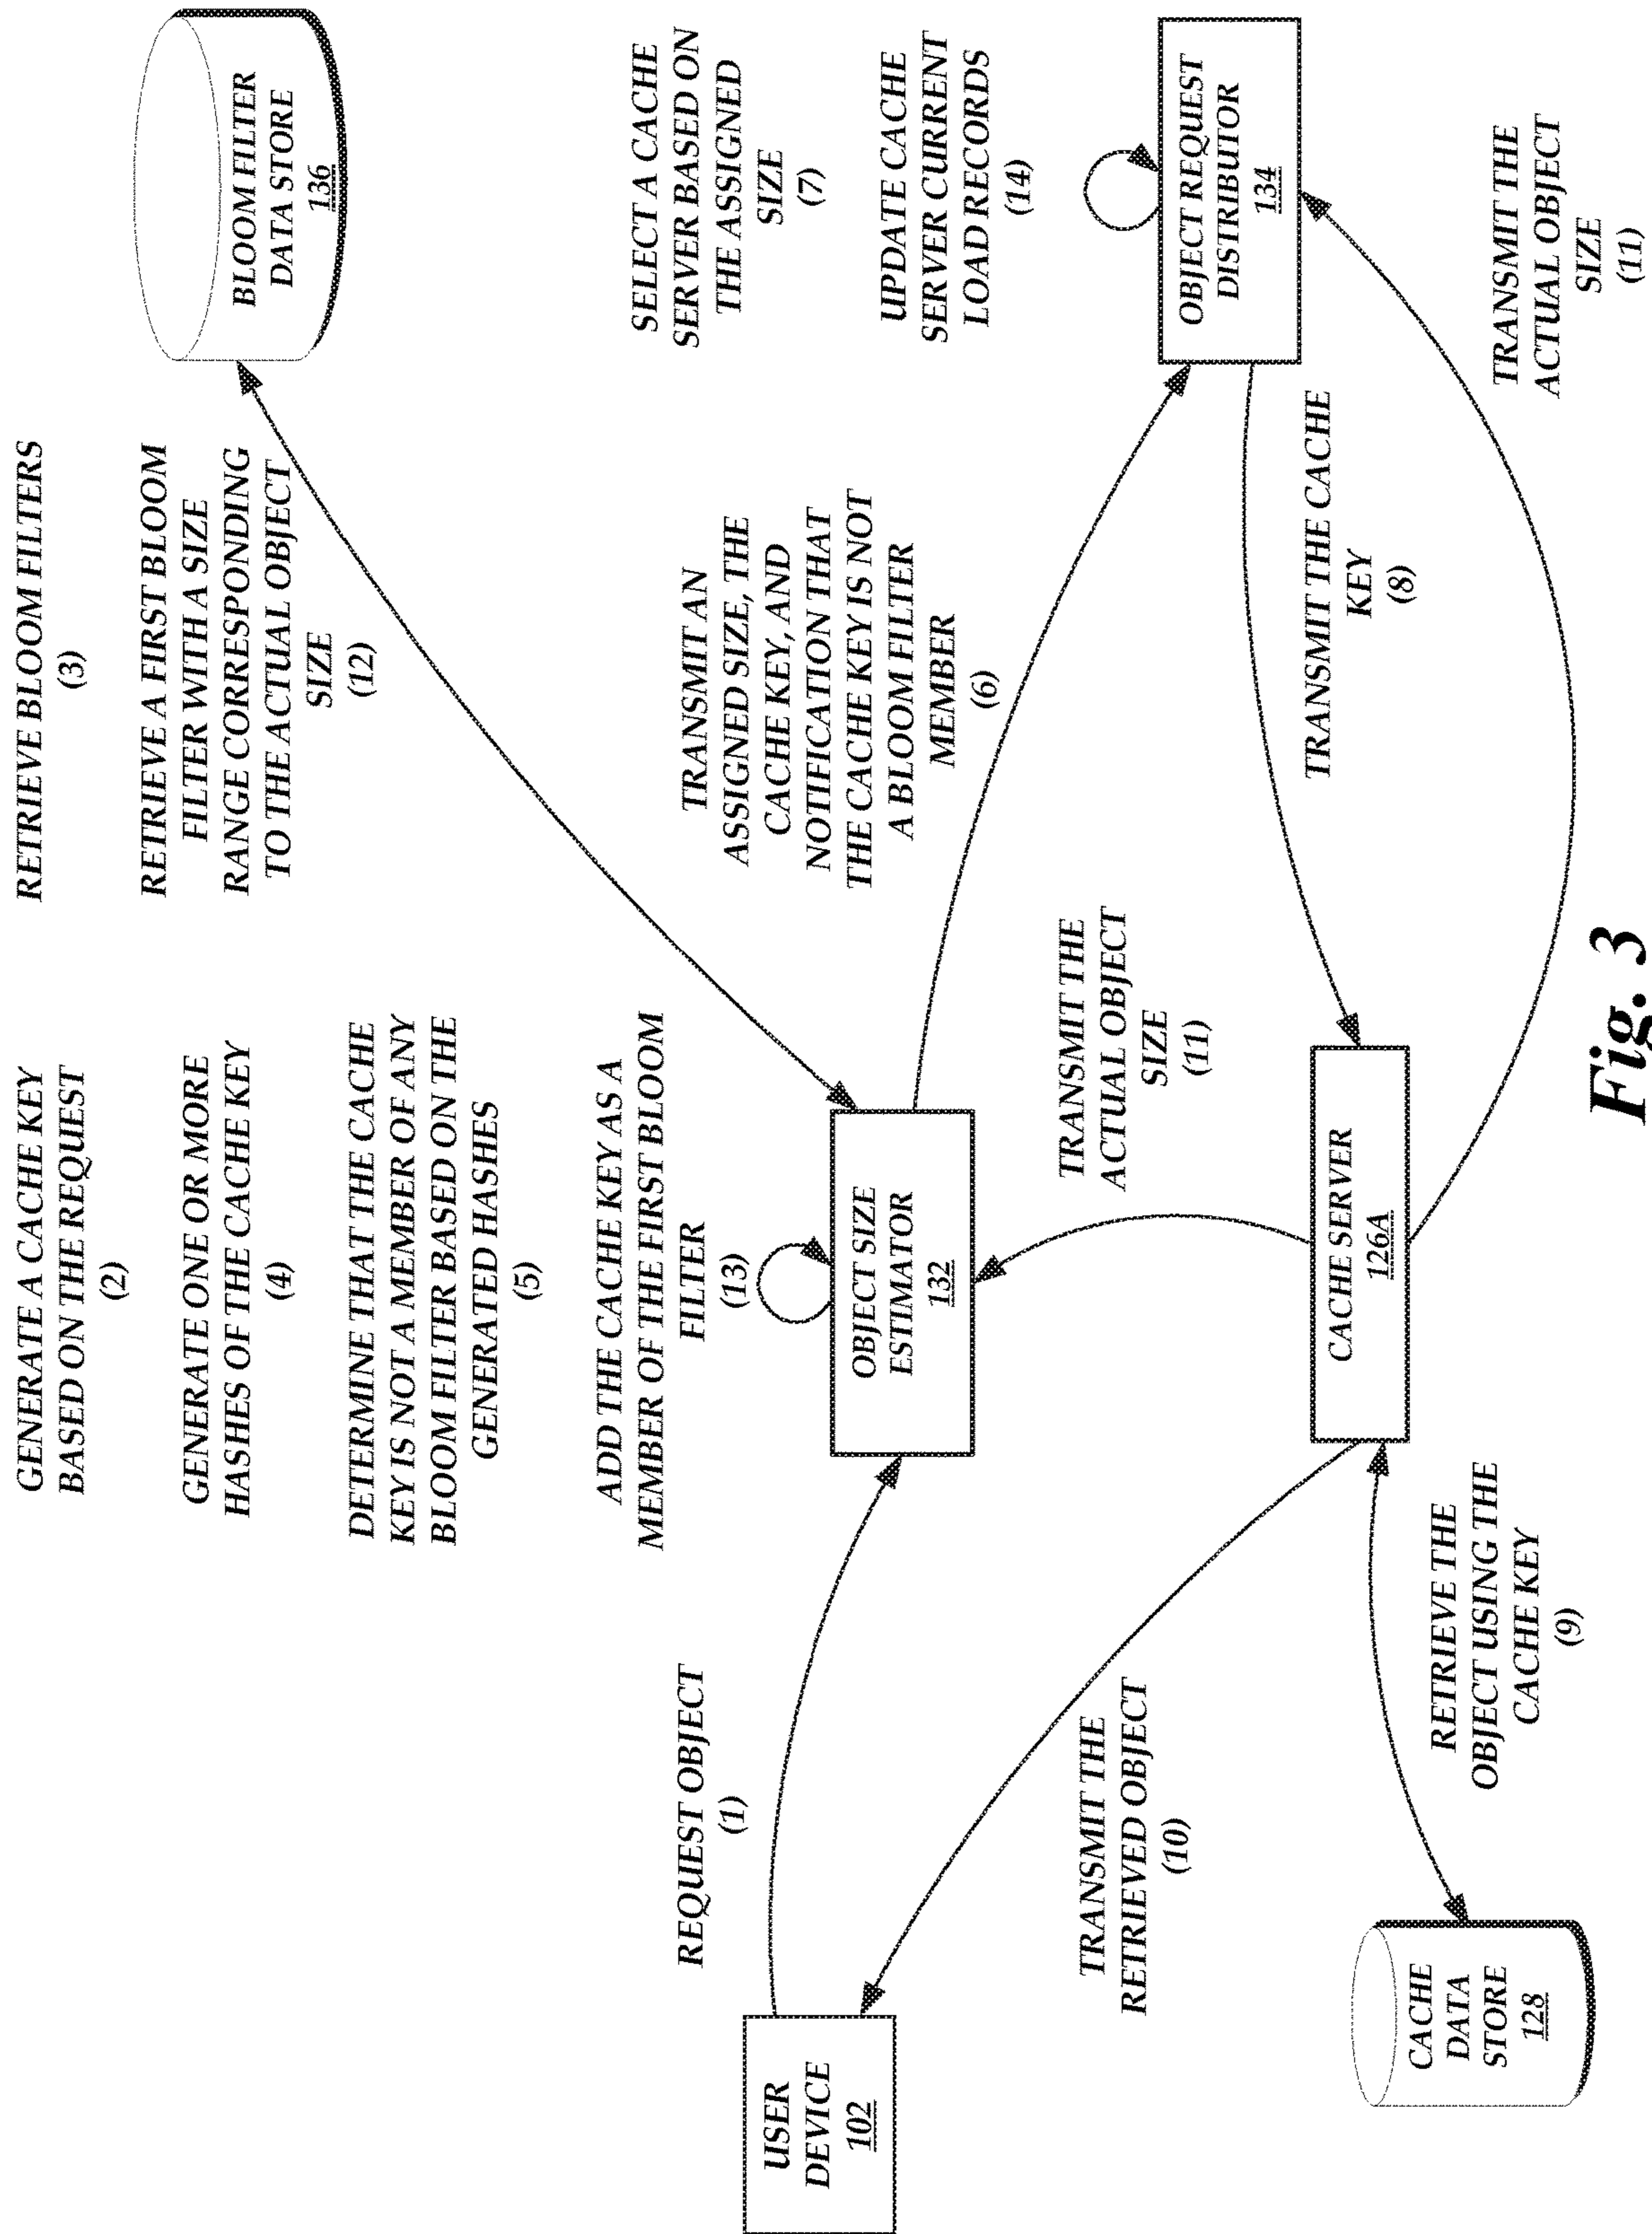 GENERATE A CACHE KEY
BASED ON THE REQUEST
(2)
GENERATE ONE OR MORE
HASHES OF THE CACHE KEY
(4)
DETERMINE THAT THE CACHE
KEY IS NOT A MEMBER OF ANY
BLOOM FILTER BASED ON THE
GENERATED HASHES
(5)
ADD THE CACHE KEY AS A
MEMBER OF THE FIRST BLOOM
FILTER
(13)
RETRIEVE BLOOM FILTERS
(3)
RETRIEVE A FIRST BLOOM
FILTER WITH A SIZE
RANGE CORRESPONDING
TO THE ACTUAL OBJECT
SIZE
(12)
BLOOM FILTER
DATA STORE
136
REQUEST OBJECT
(1)
USER
DEVICE
102
OBJECT SIZE
ESTIMATOR
132
TRANSMIT AN
ASSIGNED SIZE, THE
CACHE KEY, AND
NOTIFICATION THAT
THE CACHE KEY IS NOT
A BLOOM FILTER
MEMBER
(6)
SELECT A CACHE
SERVER BASED ON
THE ASSIGNED
SIZE
(7)
UPDATE CACHE
SERVER CURRENT
LOAD RECORDS
(14)
OBJECT REQUEST
DISTRIBUTOR
134
TRANSMIT THE
RETRIEVED OBJECT
(10)
TRANSMIT THE
ACTUAL OBJECT
SIZE
(11)
TRANSMIT THE CACHE
KEY
(8)
CACHE
DATA
STORE
128
RETRIEVE THE
OBJECT USING THE
CACHE KEY
(9)
CACHE SERVER
126A
TRANSMIT THE
ACTUAL OBJECT
SIZE
(11)
Fig. 3